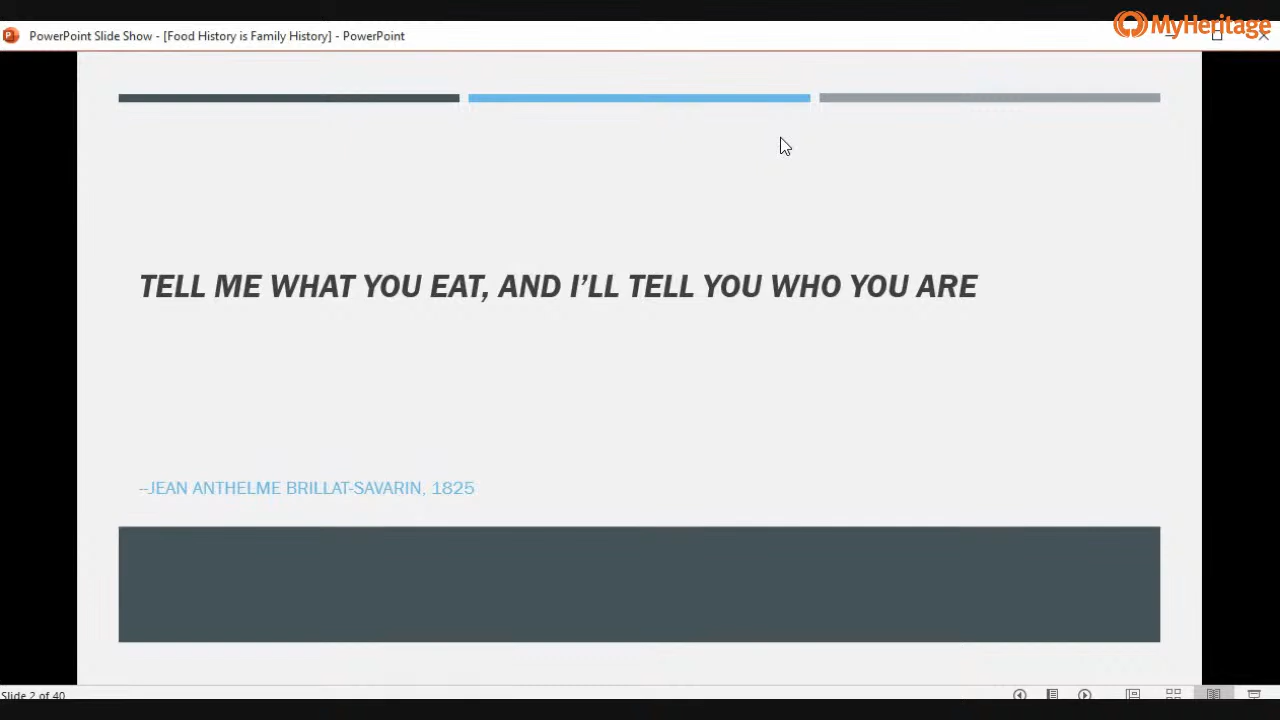 MyHeritage
PowerPoint Slide Show - [Food History is Family History] - PowerPoint
TELL ME WHAT YOU EAT, AND I’LL TELL YOU WHO YOU ARE
--JEAN ANTHELME BRILLAT-SAVARIN, 1825
Slide 2 of 40